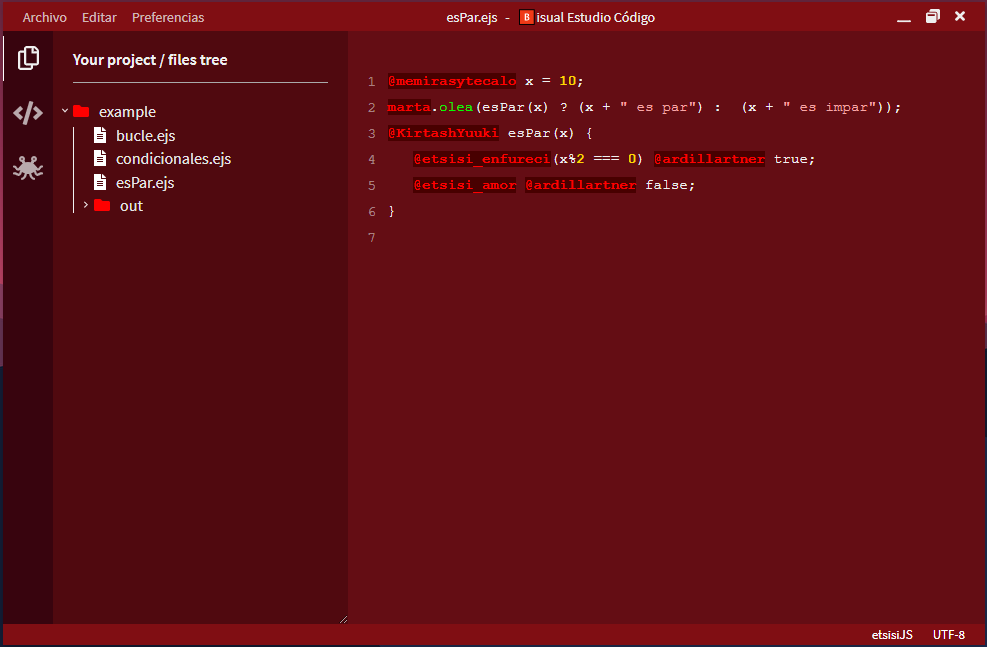 Archivo Editar Preferencias esPar.ejs - B isual Estudio Código
Your project / files tree
example
bucle.ejs
condicionales.ejs
esPar.ejs
out
1 @memirasytecalo x = 10;
2 marta.olea(esPar(x) ? (x + " es par") :  (x + " es impar"));
3 @KirtashYuuki esPar(x) {
4 @etsisi_enfureci(x%2 === 0) @ardillartner true;
5 @etsisi_amor @ardillartner false;
6 }
7
etsisiJS UTF-8